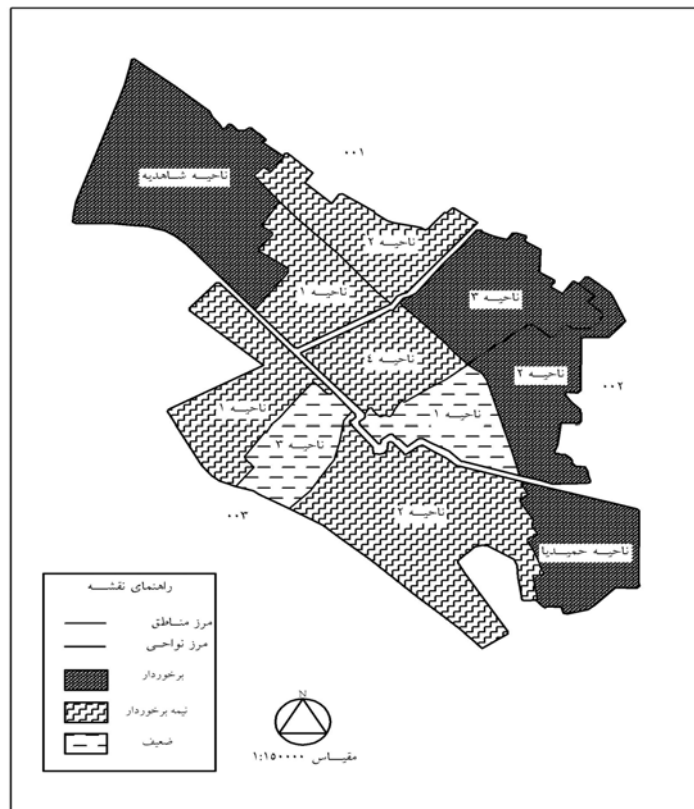 ۰۰۱
ناحیه شاهدیه
ناحیه ۲
ناحیه ۱
ناحیه ۳
ناحیه ٤
ناحیه ۲
۰۰۲
ناحیه ۱
ناحیه ۱
ناحیه ۳
ناحیه ۲
۰۰۳
ناحیه حمیدیا
راهنمای نقشه
مرز مناطق
مرز نواحی
برخوردار
نیمه برخوردار
ضعیف
N
مقیاس ۱:۱۵۰۰۰۰